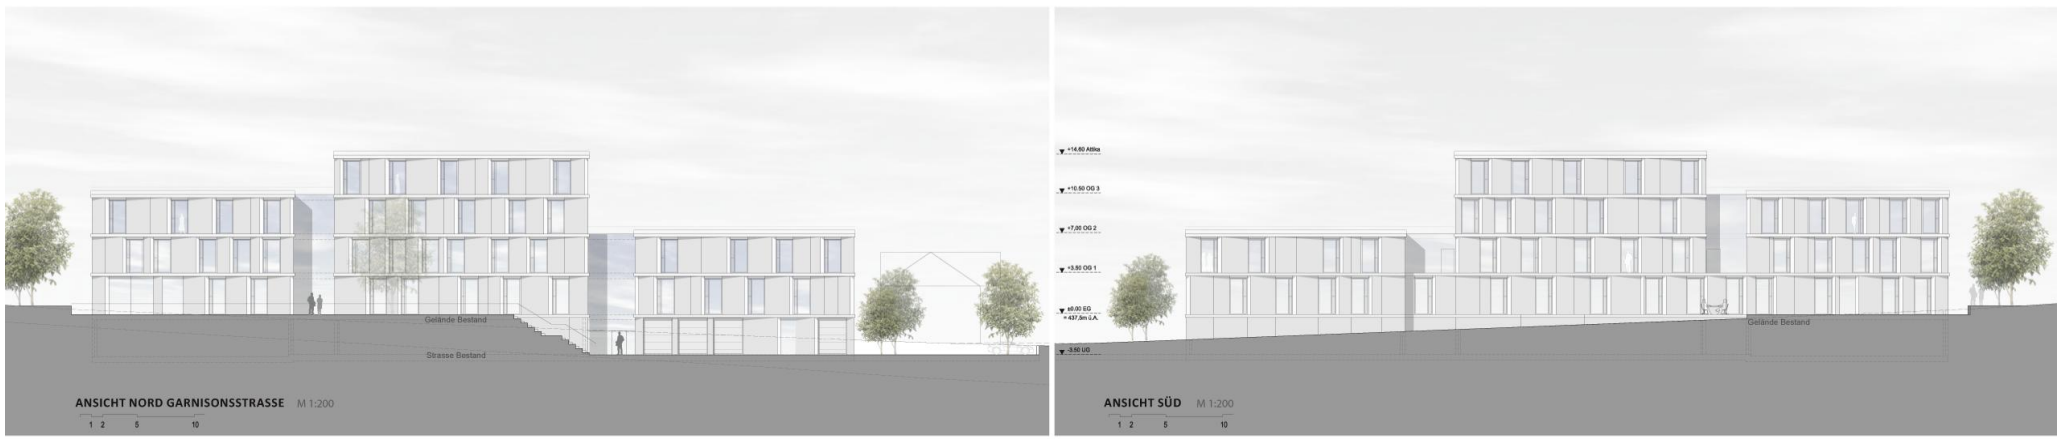 Gelände Bestand
Strasse Bestand
ANSICHT NORD GARNISONSSTRASSE M 1:200
1 2 5 10
+14.60 Attika
+10.50 OG 3
+7,00 OG 2
+3.50 OG 1
±0.00 EG
= 437,5m ü.A.
-3.50 UG
Gelände Bestand
ANSICHT SÜD M 1:200
1 2 5 10